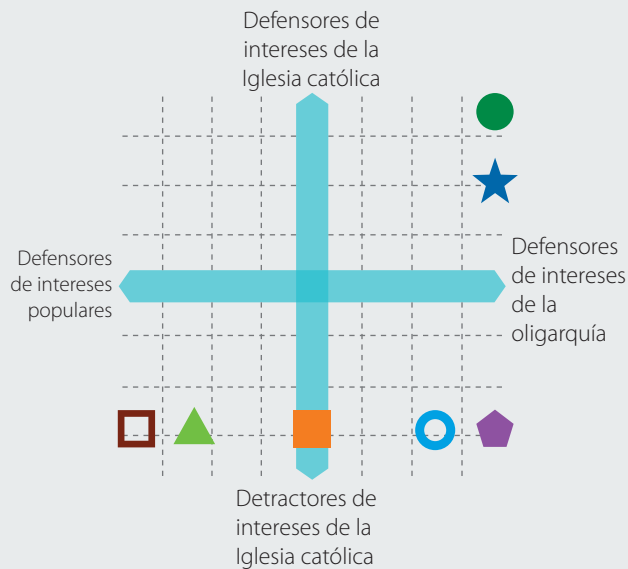 Defensores de
intereses de la
Iglesia católica
Defensores
de intereses
populares
Defensores
de intereses
de la
oligarquía
Detractores de
intereses de la
Iglesia católica